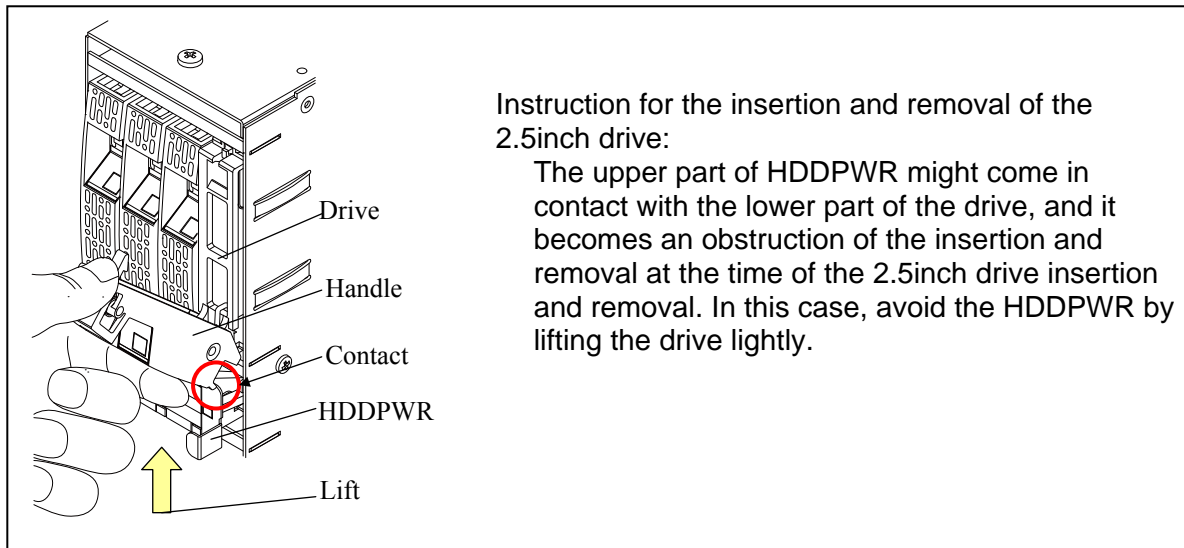 Instruction for the insertion and removal of the
2.5inch drive:
The upper part of HDDPWR might come in
contact with the lower part of the drive, and it
becomes an obstruction of the insertion and
removal at the time of the 2.5inch drive insertion
and removal. In this case, avoid the HDDPWR by
lifting the drive lightly.
Drive
Handle
Contact
HDDPWR
Lift